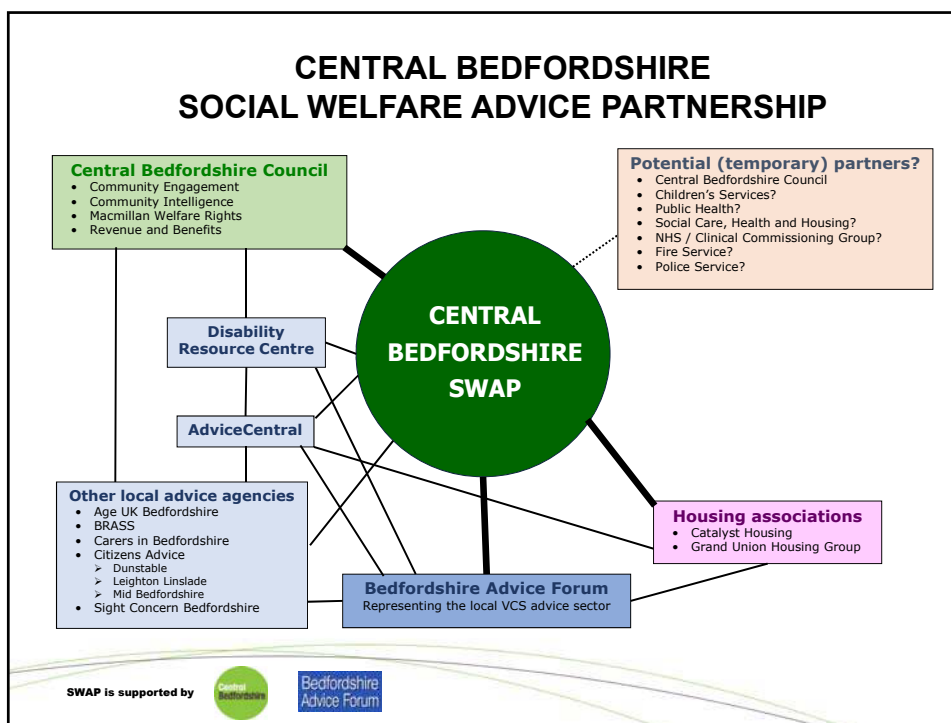 CENTRAL BEDFORDSHIRE
SOCIAL WELFARE ADVICE PARTNERSHIP
Central Bedfordshire Council
• Community Engagement
• Community Intelligence
• Macmillan Welfare Rights
• Revenue and Benefits
Potential (temporary) partners?
• Central Bedfordshire Council
• Children’s Services?
• Public Health?
• Social Care, Health and Housing?
• NHS / Clinical Commissioning Group?
• Fire Service?
• Police Service?
CENTRAL
BEDFORDSHIRE
SWAP
Disability
Resource Centre
AdviceCentral
Other local advice agencies
• Age UK Bedfordshire
• BRASS
• Carers in Bedfordshire
• Citizens Advice
➢ Dunstable
➢ Leighton Linslade
➢ Mid Bedfordshire
• Sight Concern Bedfordshire
Housing associations
• Catalyst Housing
• Grand Union Housing Group
Bedfordshire Advice Forum
Representing the local VCS advice sector
SWAP is supported by
Central
Bedfordshire
Bedfordshire
Advice Forum